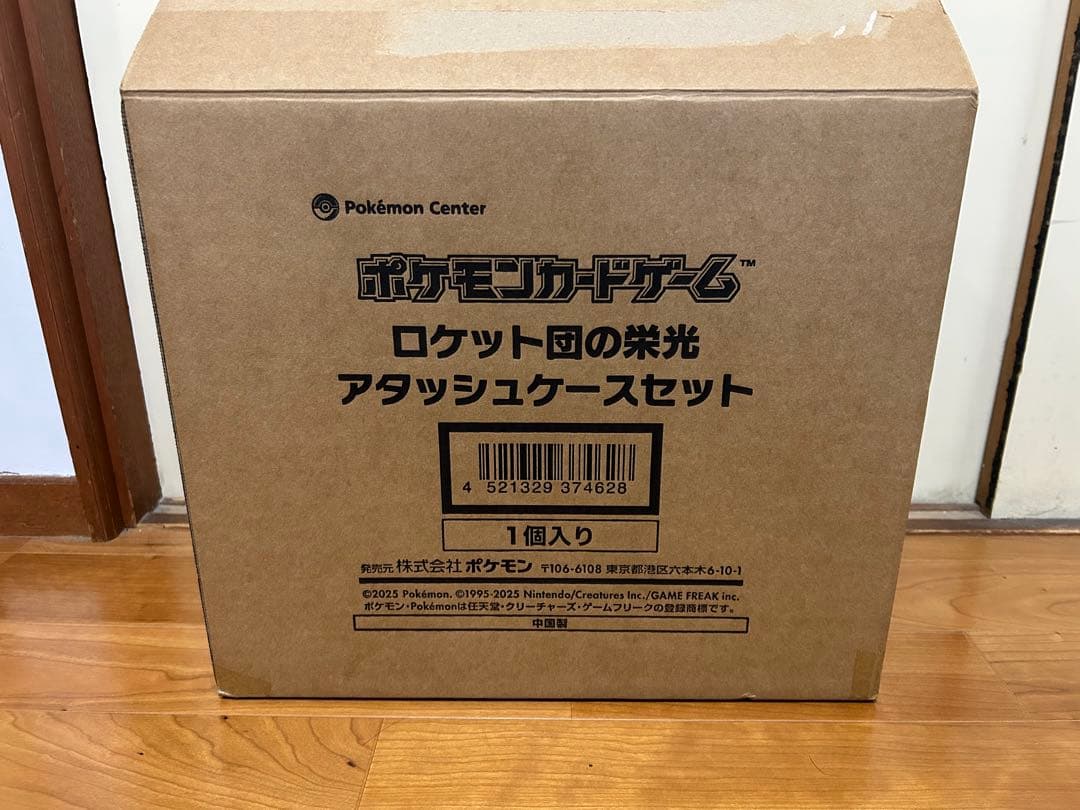 Pokémon Center
ポケモンカードゲーム™
ロケット団の栄光
アタッシュケースセット
4 521329 374628
1個入り
発売元 株式会社 ポケモン 〒106-6108 東京都港区六本木6-10-1
©2025 Pokémon. ©1995-2025 Nintendo/Creatures Inc./GAME FREAK inc.
ポケモン・Pokémonは任天堂・クリーチャーズ・ゲームフリークの登録商標です。
中国製